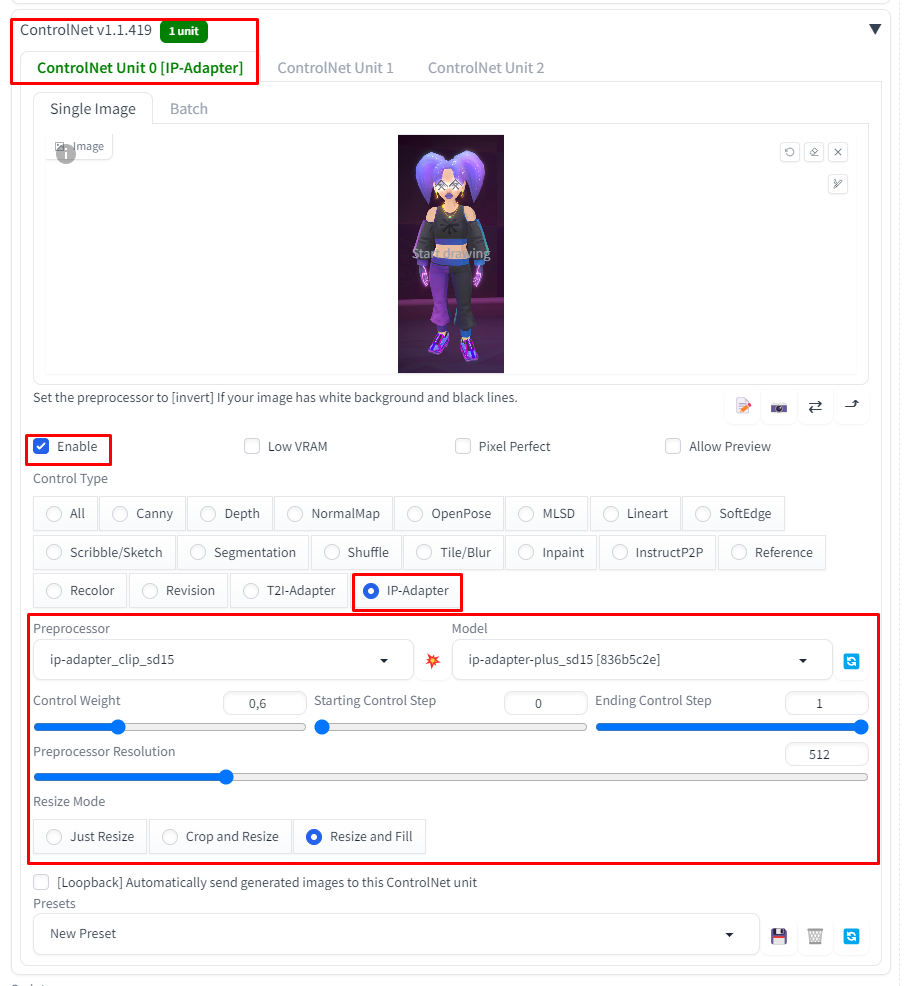 ControlNet v1.1.419 1 unit
ControlNet Unit 0 [IP-Adapter] ControlNet Unit 1 ControlNet Unit 2
Single Image Batch
Image
Start drawing
Set the preprocessor to [invert] If your image has white background and black lines.
Enable Low VRAM Pixel Perfect Allow Preview
Control Type
All Canny Depth NormalMap OpenPose MLSD Lineart SoftEdge
Scribble/Sketch Segmentation Shuffle Tile/Blur Inpaint InstructP2P Reference
Recolor Revision T2I-Adapter IP-Adapter
Preprocessor Model
ip-adapter_clip_sd15 ip-adapter-plus_sd15 [836b5c2e]
Control Weight 0,6 Starting Control Step 0 Ending Control Step 1
Preprocessor Resolution 512
Resize Mode
Just Resize Crop and Resize Resize and Fill
[Loopback] Automatically send generated images to this ControlNet unit
Presets
New Preset